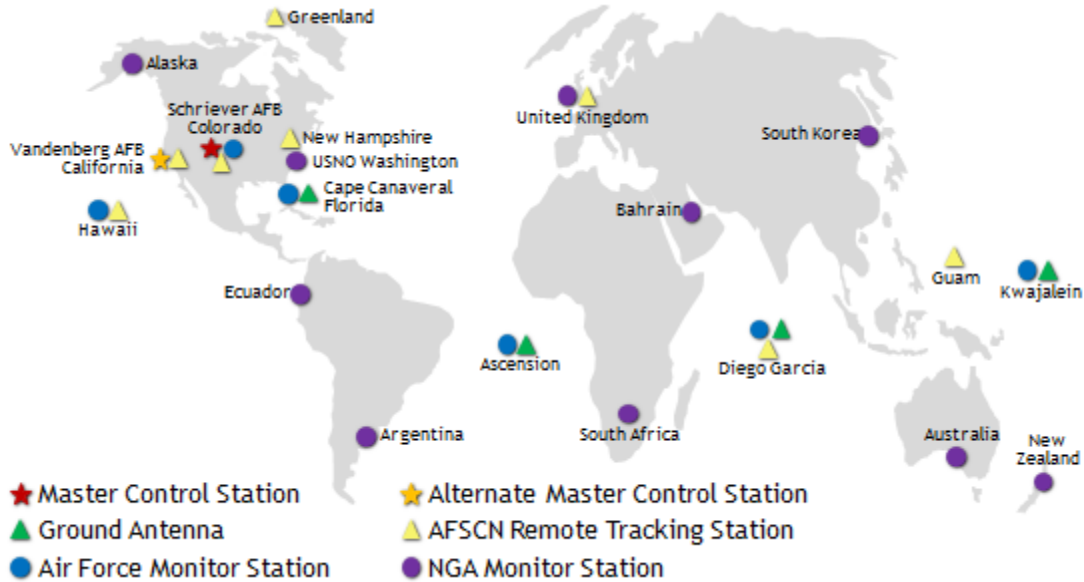 Greenland
Alaska
Schriever AFB
Colorado
New Hampshire
Vandenberg AFB
California
USNO Washington
Cape Canaveral
Florida
Hawaii
United Kingdom
South Korea
Bahrain
Ecuador
Guam
Kwajalein
Ascension
Diego Garcia
Argentina
South Africa
Australia
New
Zealand
Master Control Station
Alternate Master Control Station
Ground Antenna
AFSCN Remote Tracking Station
Air Force Monitor Station
NGA Monitor Station